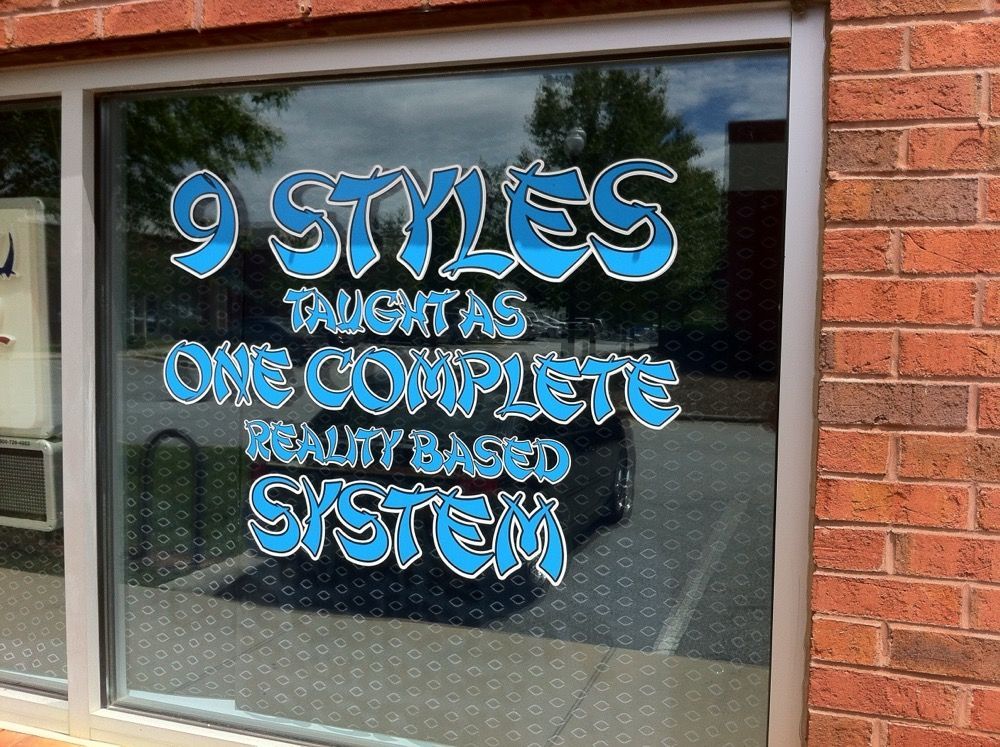 9 STYLES
TAUGHT AS
ONE COMPLETE
REALITY BASED
SYSTEM